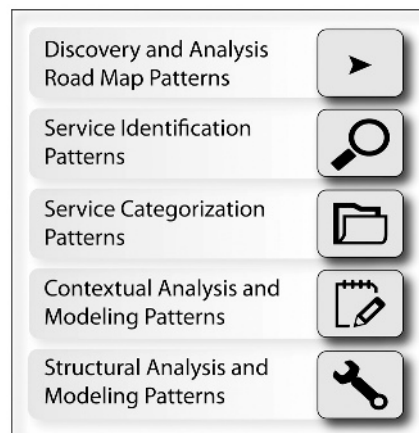 Discovery and Analysis
Road Map Patterns
Service Identification
Patterns
Service Categorization
Patterns
Contextual Analysis and
Modeling Patterns
Structural Analysis and
Modeling Patterns